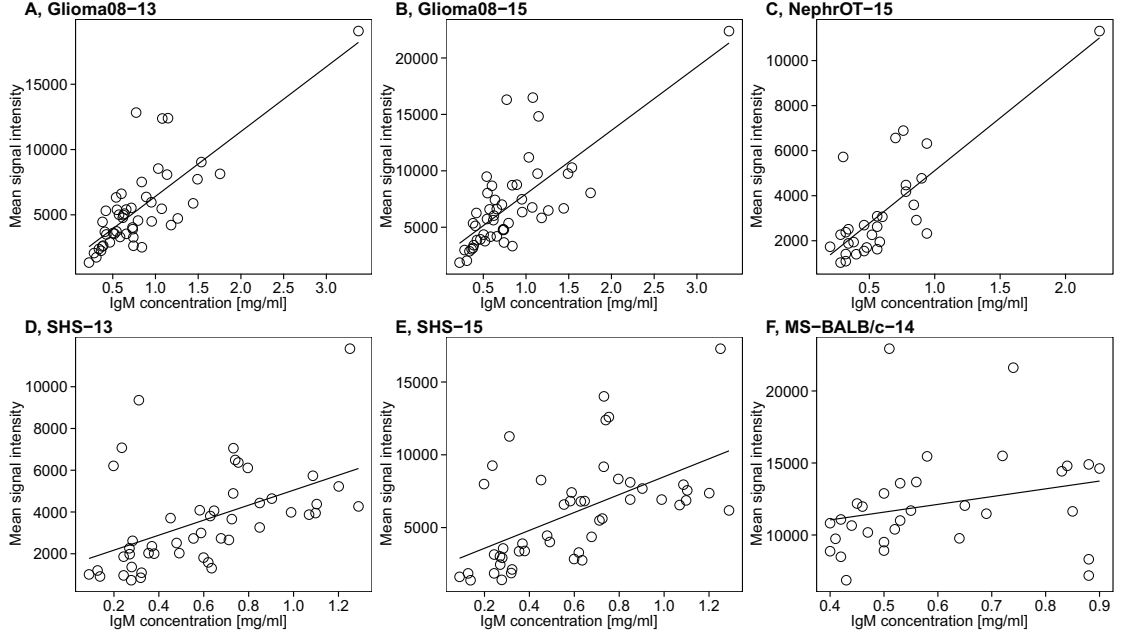 A, Glioma08−13
Mean signal intensity
15000
10000
5000
0.5 1.0 1.5 2.0 2.5 3.0
IgM concentration [mg/ml]
B, Glioma08−15
Mean signal intensity
20000
15000
10000
5000
0.5 1.0 1.5 2.0 2.5 3.0
IgM concentration [mg/ml]
C, NephrOT−15
Mean signal intensity
10000
8000
6000
4000
2000
0.5 1.0 1.5 2.0
IgM concentration [mg/ml]
D, SHS−13
Mean signal intensity
10000
8000
6000
4000
2000
0.2 0.4 0.6 0.8 1.0 1.2
IgM concentration [mg/ml]
E, SHS−15
Mean signal intensity
15000
10000
5000
0.2 0.4 0.6 0.8 1.0 1.2
IgM concentration [mg/ml]
F, MS−BALB/c−14
Mean signal intensity
20000
15000
10000
0.4 0.5 0.6 0.7 0.8 0.9
IgM concentration [mg/ml]